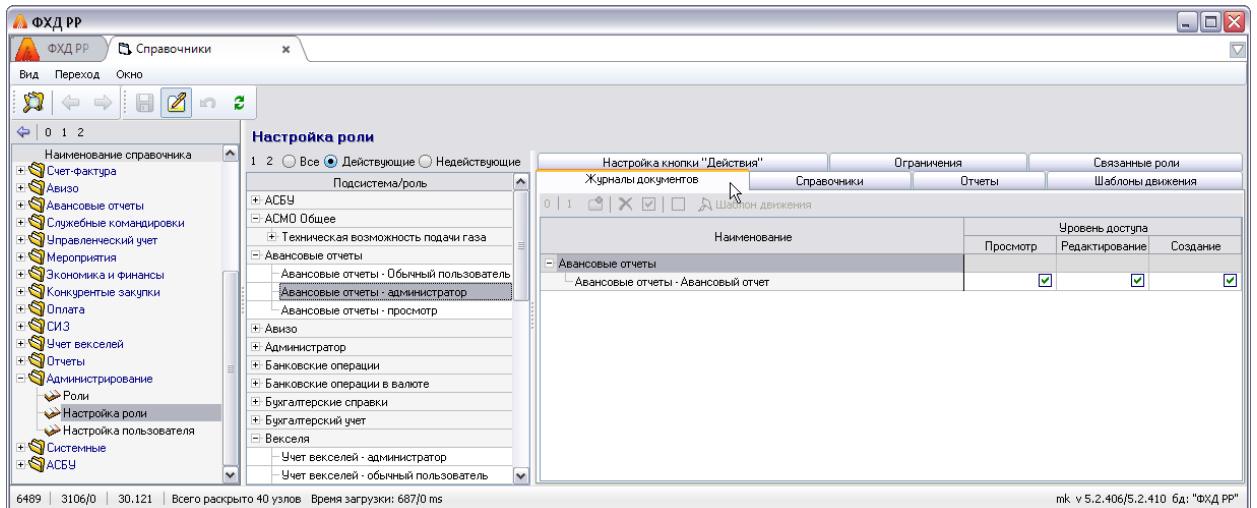 ФХД РР
ФХД РР Справочники
Вид Переход Окно
0 1 2
Наименование справочника
Счет-фактура
Авизо
Авансовые отчеты
Служебные командировки
Управленческий учет
Мероприятия
Экономика и финансы
Конкурентные закупки
Оплата
СИЗ
Учет векселей
Отчеты
Администрирование
Роли
Настройка роли
Настройка пользователя
Системные
АСБУ
Настройка роли
1 2 Все Действующие Недействующие
Подсистема/роль
АСБУ
АСМО Общее
Техническая возможность подачи газа
Авансовые отчеты
Авансовые отчеты - Обычный пользователь
Авансовые отчеты - администратор
Авансовые отчеты - просмотр
Авизо
Администратор
Банковские операции
Банковские операции в валюте
Бухгалтерские справки
Бухгалтерский учет
Векселя
Учет векселей - администратор
Учет векселей - обычный пользователь
Настройка кнопки "Действия" Ограничения Связанные роли
Журналы документов Справочники Отчеты Шаблоны движения
0 1 Шаблон движения
Наименование Уровень доступа
Просмотр Редактирование Создание
Авансовые отчеты
Авансовые отчеты - Авансовый отчет
6489 3106/0 30.121 Всего раскрыто 40 узлов Время загрузки: 687/0 ms mk v 5.2.406/5.2.410 бд: "ФХД РР"